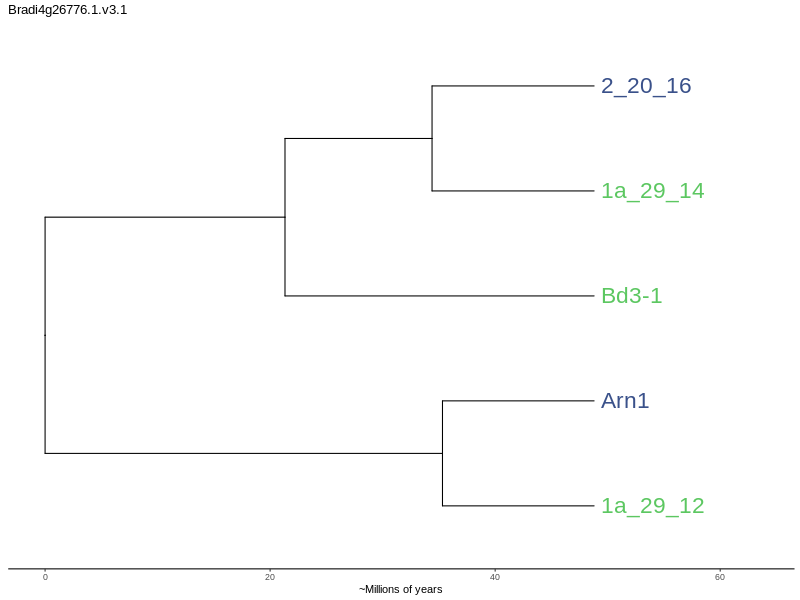 Bradi4g26776.1.v3.1
2_20_16
1a_29_14
Bd3-1
Arn1
1a_29_12
0 20 40 60
~Millions of years